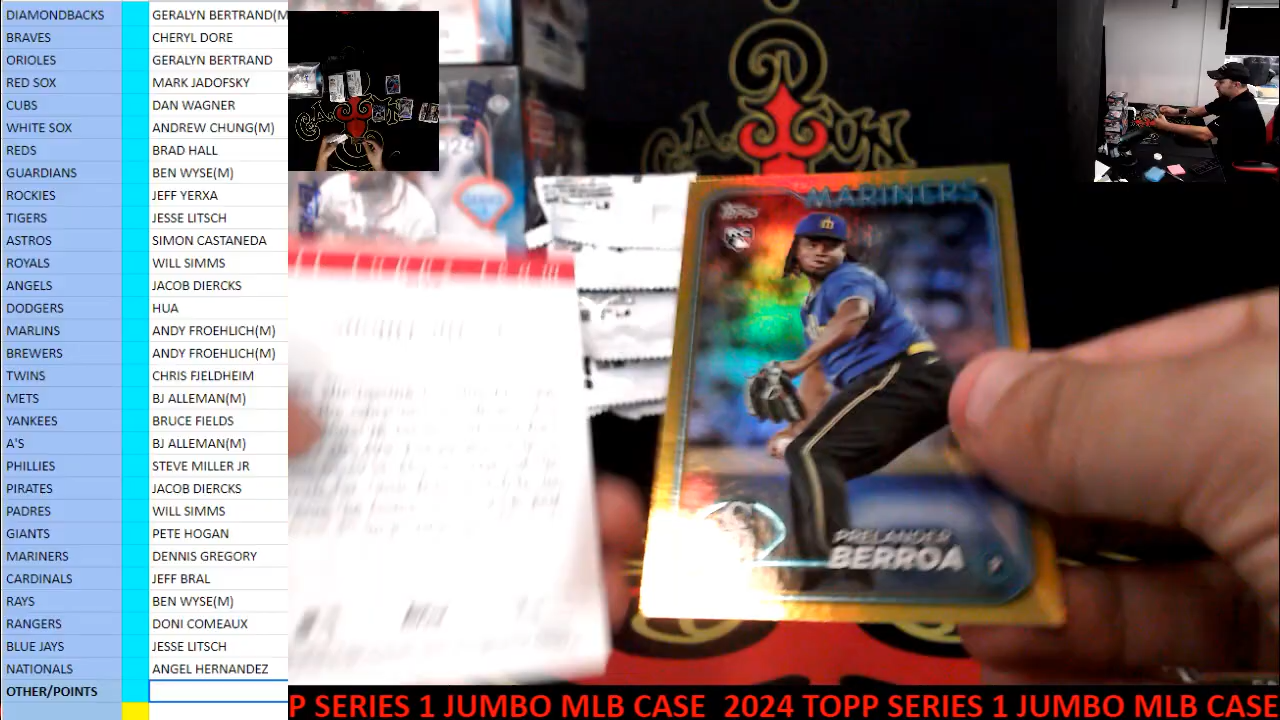 DIAMONDBACKS GERALYN BERTRAND(M
BRAVES CHERYL DORE
ORIOLES GERALYN BERTRAND
RED SOX MARK JADOFSKY
CUBS DAN WAGNER
WHITE SOX ANDREW CHUNG(M)
REDS BRAD HALL
GUARDIANS BEN WYSE(M)
ROCKIES JEFF YERXA
TIGERS JESSE LITSCH
ASTROS SIMON CASTANEDA
ROYALS WILL SIMMS
ANGELS JACOB DIERCKS
DODGERS HUA
MARLINS ANDY FROEHLICH(M)
BREWERS ANDY FROEHLICH(M)
TWINS CHRIS FJELDHEIM
METS BJ ALLEMAN(M)
YANKEES BRUCE FIELDS
A'S BJ ALLEMAN(M)
PHILLIES STEVE MILLER JR
PIRATES JACOB DIERCKS
PADRES WILL SIMMS
GIANTS PETE HOGAN
MARINERS DENNIS GREGORY
CARDINALS JEFF BRAL
RAYS BEN WYSE(M)
RANGERS DONI COMEAUX
BLUE JAYS JESSE LITSCH
NATIONALS ANGEL HERNANDEZ
OTHER/POINTS
MARINERS
Topps
RC
PRELANDER
BERROA
P SERIES 1 JUMBO MLB CASE 2024 TOPP SERIES 1 JUMBO MLB CASE